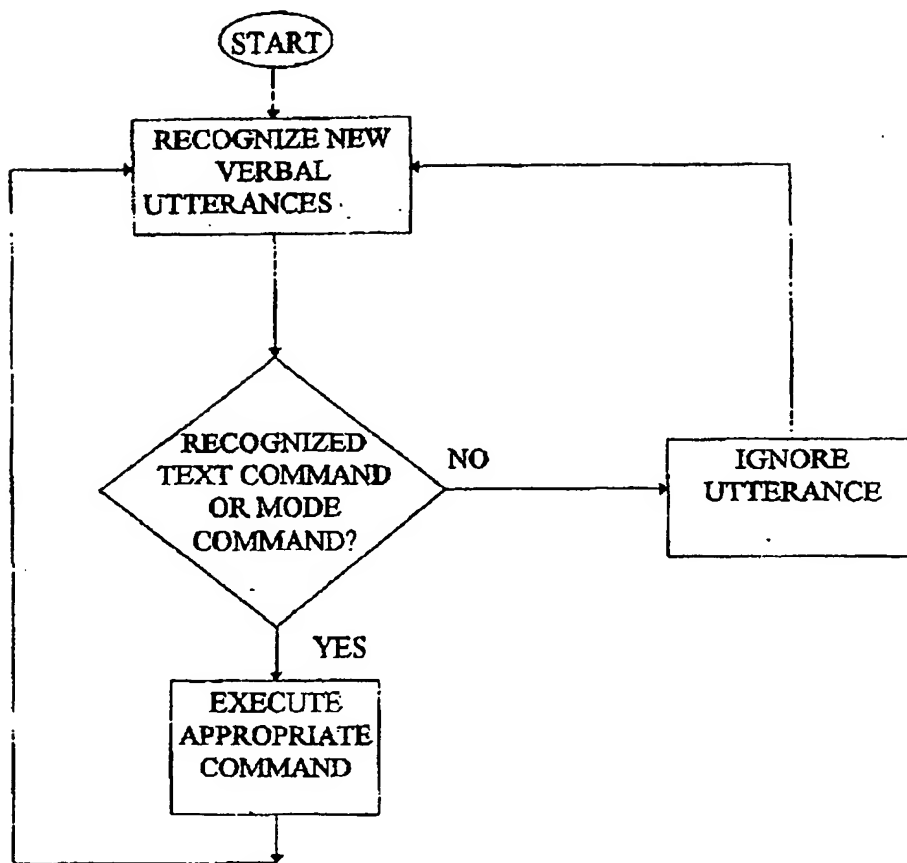 START
RECOGNIZE NEW
VERBAL
UTTERANCES
RECOGNIZED
TEXT COMMAND
OR MODE
COMMAND?
NO
IGNORE
UTTERANCE
YES
EXECUTE
APPROPRIATE
COMMAND